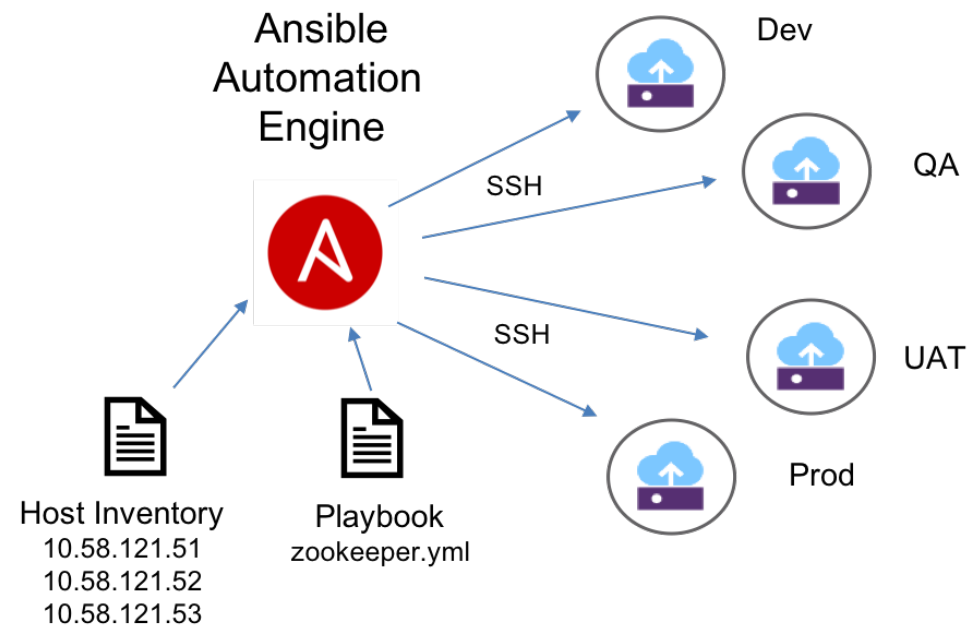 Ansible
Automation
Engine
Dev
QA
SSH
SSH
UAT
Prod
Host Inventory
10.58.121.51
10.58.121.52
10.58.121.53
Playbook
zookeeper.yml